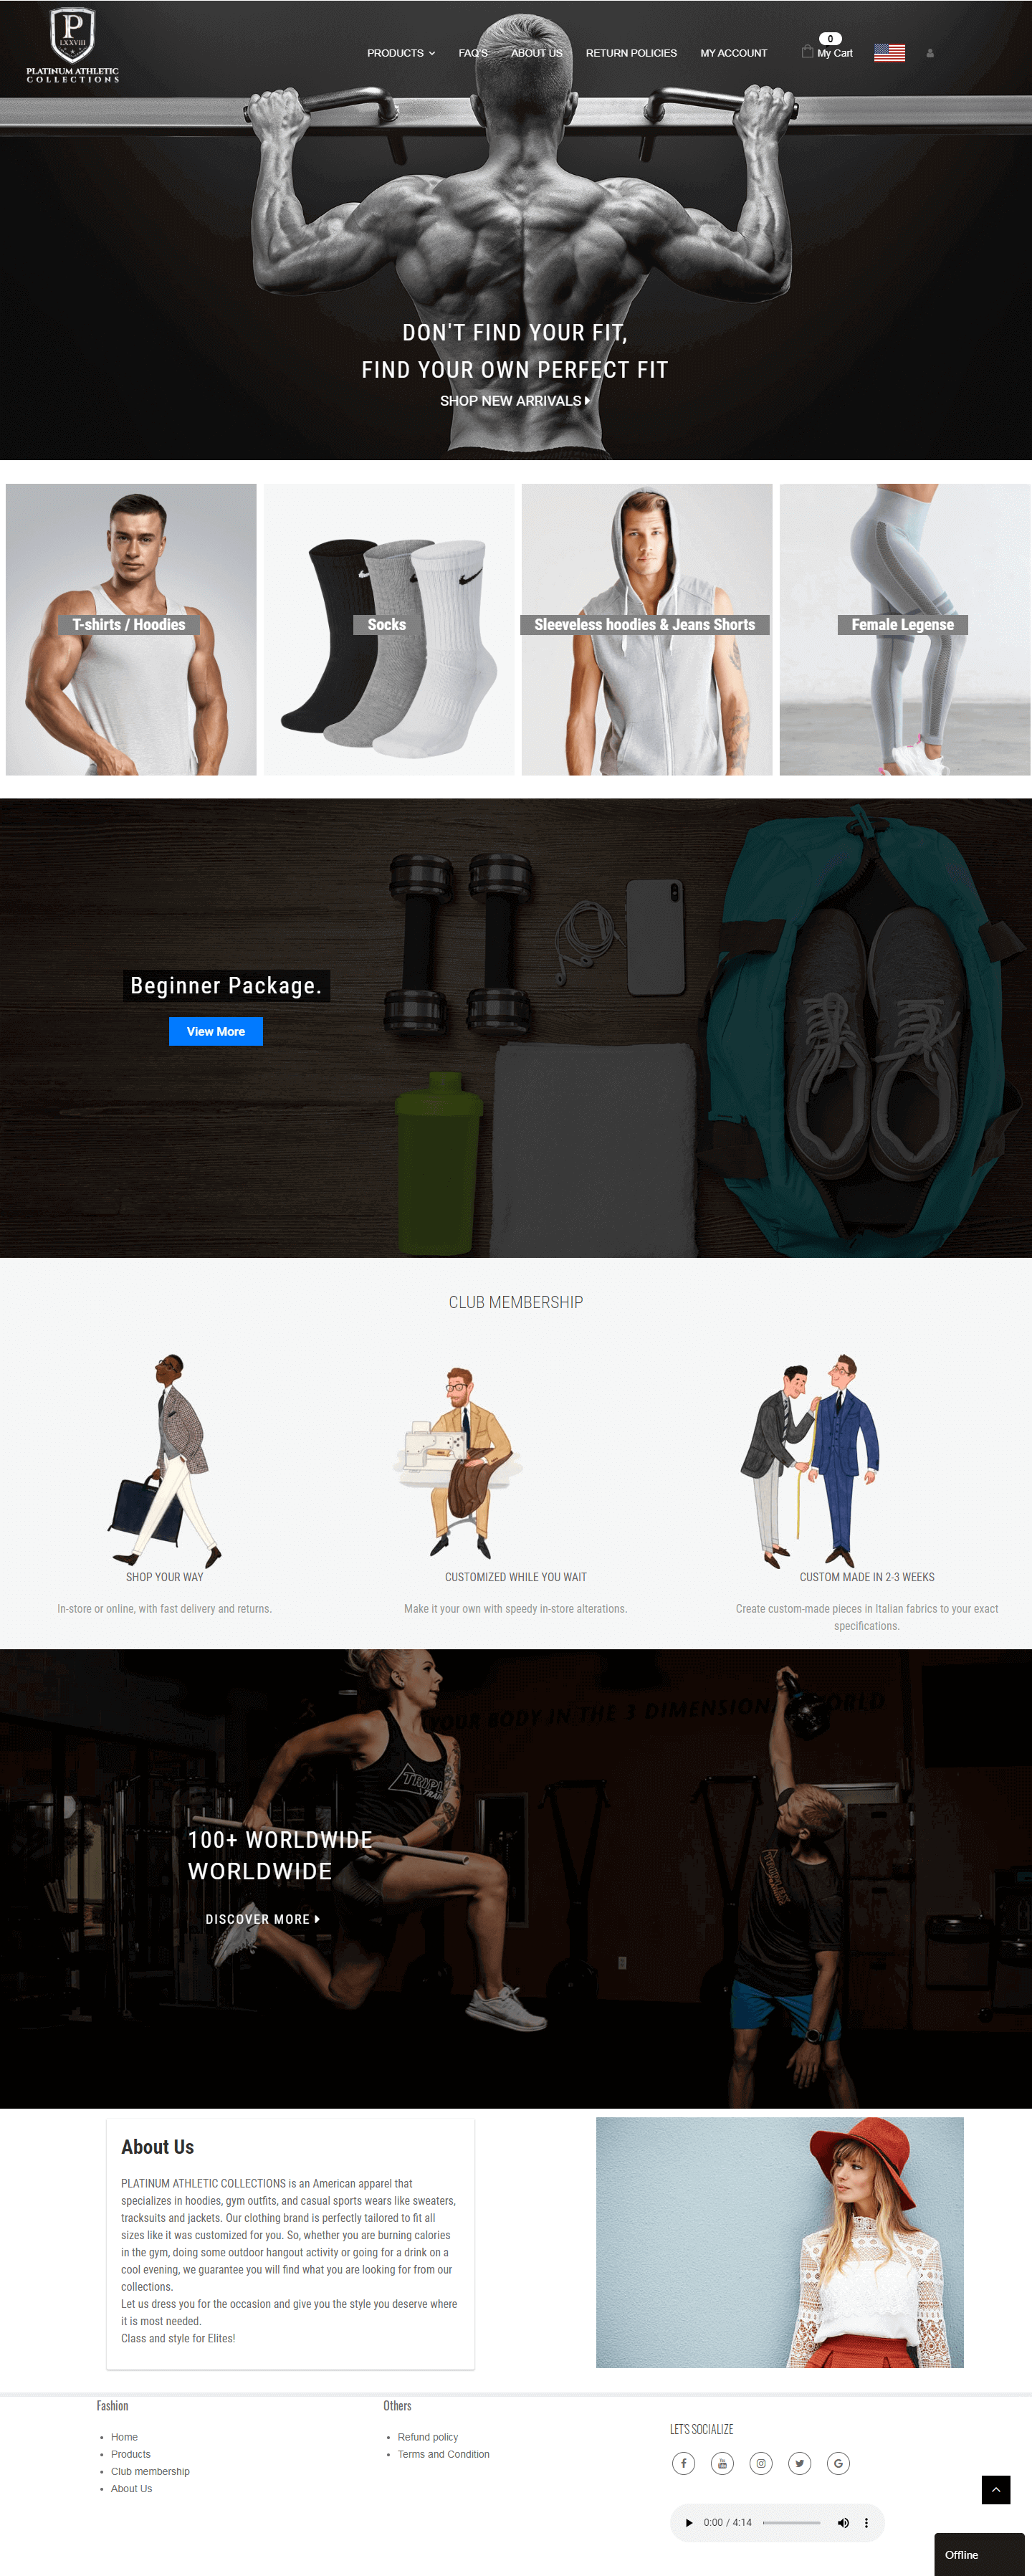 P
LXXVIII
PLATINUM ATHLETIC
COLLECTIONS
PRODUCTS
FAQ'S
ABOUT US
RETURN POLICIES
MY ACCOUNT
0
My Cart
DON'T FIND YOUR FIT,
FIND YOUR OWN PERFECT FIT
SHOP NEW ARRIVALS
T-shirts / Hoodies
Socks
Sleeveless hoodies & Jeans Shorts
Female Legense
Beginner Package.
View More
CLUB MEMBERSHIP
SHOP YOUR WAY
In-store or online, with fast delivery and returns.
CUSTOMIZED WHILE YOU WAIT
Make it your own with speedy in-store alterations.
CUSTOM MADE IN 2-3 WEEKS
Create custom-made pieces in Italian fabrics to your exact
specifications.
YOUR BODY IN THE 3 DIMENSION WORLD
100+ WORLDWIDE
WORLDWIDE
DISCOVER MORE
About Us
PLATINUM ATHLETIC COLLECTIONS is an American apparel that
specializes in hoodies, gym outfits, and casual sports wears like sweaters,
tracksuits and jackets. Our clothing brand is perfectly tailored to fit all
sizes like it was customized for you. So, whether you are burning calories
in the gym, doing some outdoor hangout activity or going for a drink on a
cool evening, we guarantee you will find what you are looking for from our
collections.
Let us dress you for the occasion and give you the style you deserve where
it is most needed.
Class and style for Elites!
Fashion
Home
Products
Club membership
About Us
Others
Refund policy
Terms and Condition
LET'S SOCIALIZE
0:00 / 4:14
Offline